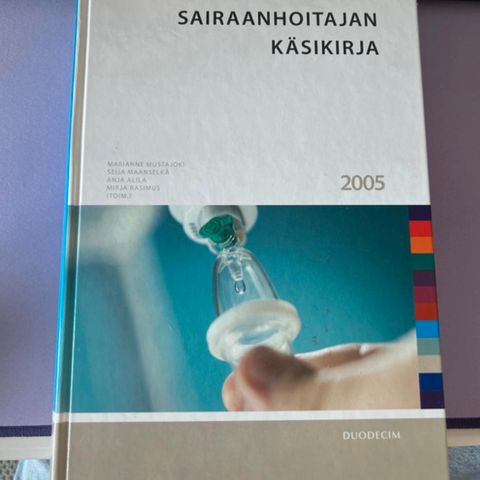 SAIRAANHOITAJAN
KÄSIKIRJA
MARIANNE MUSTAJOKI
SEIJA MAANSELKÄ
ANJA ALILA
MIRJA RASIMUS
(TOIM.)
2005
DUODECIM